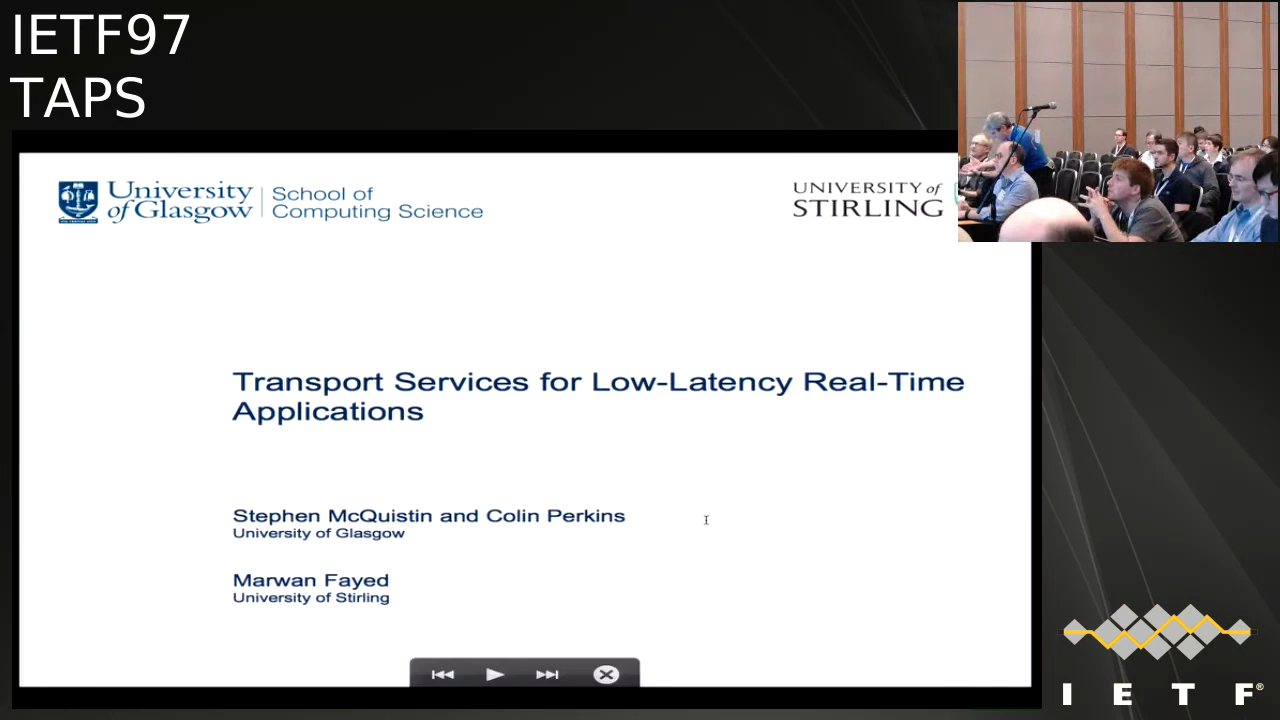 IETF97
TAPS
University of Glasgow
School of Computing Science
UNIVERSITY of STIRLING
Transport Services for Low-Latency Real-Time
Applications
Stephen McQuistin and Colin Perkins
University of Glasgow
Marwan Fayed
University of Stirling
I E T F®